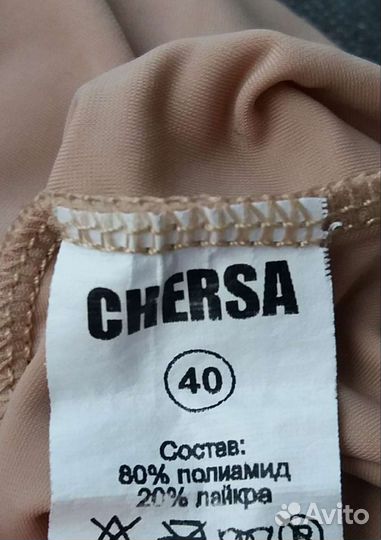 CHERSA
40
Состав:
80% полиамид
20% лайкра
Avito